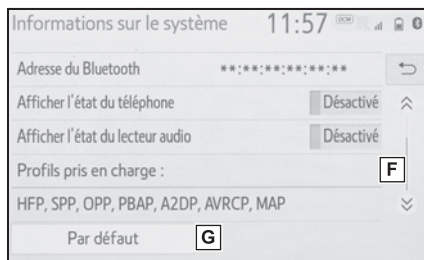 Informations sur le système 11:57 DCM
Adresse du Bluetooth **:**:**:**:**:**
Afficher l'état du téléphone Désactivé
Afficher l'état du lecteur audio Désactivé
Profils pris en charge :
F
HFP, SPP, OPP, PBAP, A2DP, AVRCP, MAP
Par défaut G